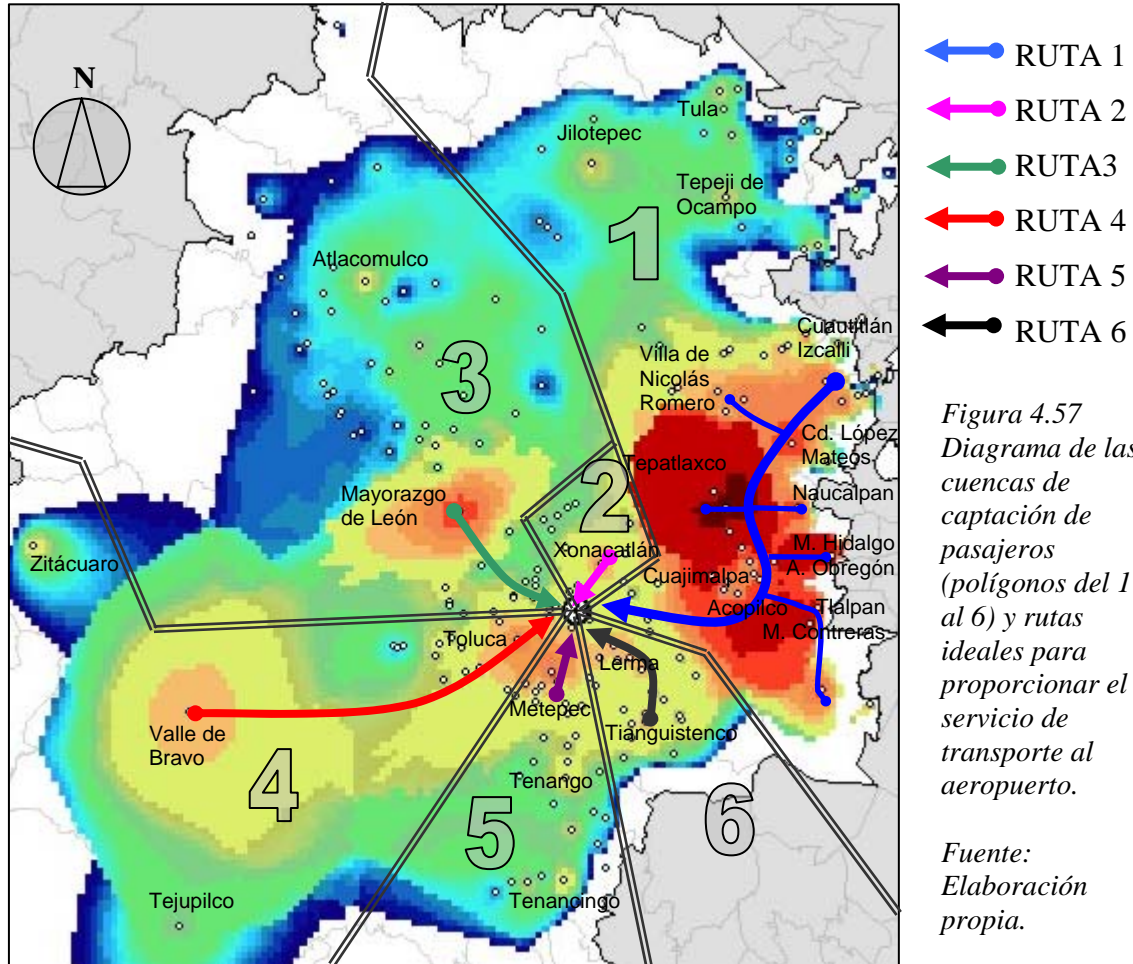 N
Tula
Jilotepec
Tepeji de
Ocampo
1
Atlacomulco
Cuautitlán
Izcalli
3
Villa de
Nicolás
Romero
Cd. López
Mateos
2
Tepatlaxco
Mayorazgo
de León
Naucalpan
Zitácuaro
Xonacatlán
M. Hidalgo
A. Obregón
Cuajimalpa
Acopilco
Tlalpan
M. Contreras
Toluca
Lerma
Metepec
Tianguistenco
Valle de
Bravo
4
Tenango
5
6
Tejupilco
Tenancingo
RUTA 1
RUTA 2
RUTA3
RUTA 4
RUTA 5
RUTA 6
Figura 4.57
Diagrama de las
cuencas de
captación de
pasajeros
(polígonos del 1
al 6) y rutas
ideales para
proporcionar el
servicio de
transporte al
aeropuerto.
Fuente:
Elaboración
propia.